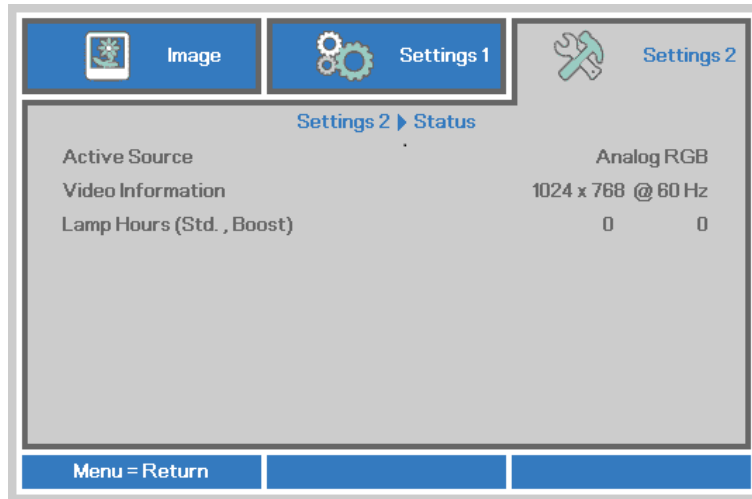 Image Settings 1 Settings 2
Settings 2 ▶ Status
Active Source Analog RGB
Video Information 1024 x 768 @ 60 Hz
Lamp Hours (Std. , Boost) 0 0
Menu = Return